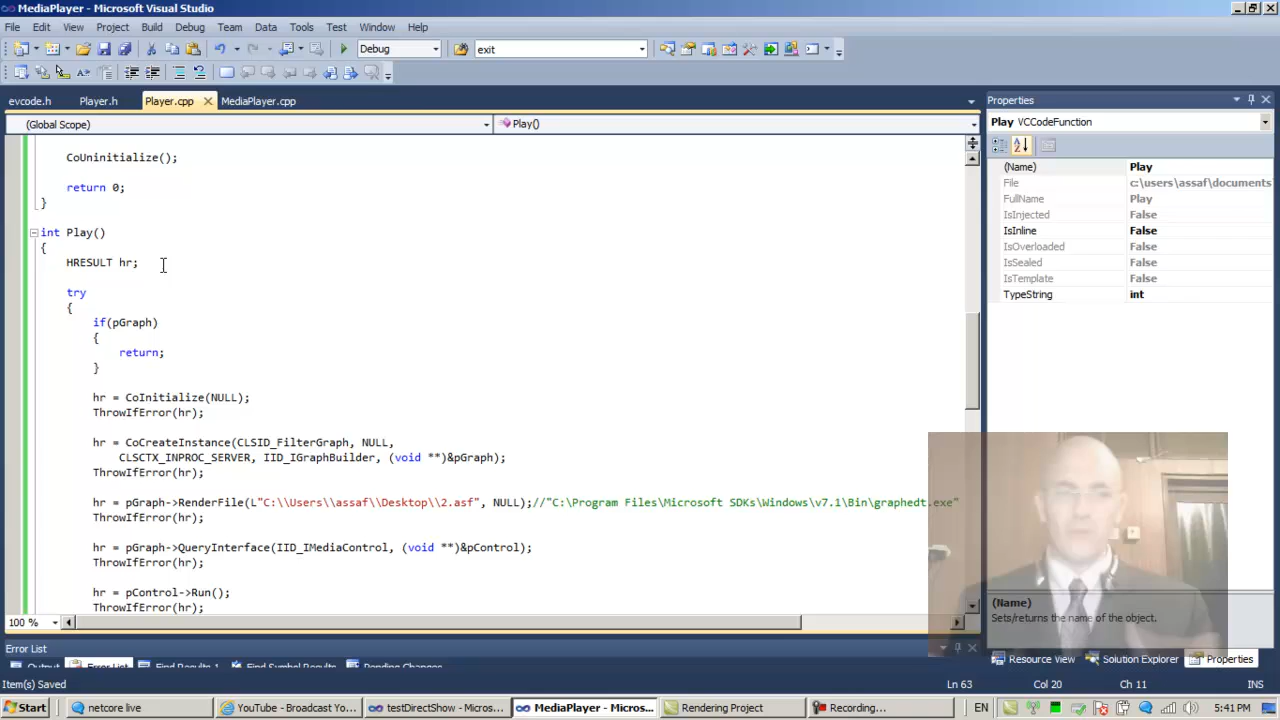 MediaPlayer - Microsoft Visual Studio
File Edit View Project Build Debug Team Data Tools Test Window Help
Debug exit
evcode.h Player.h Player.cpp MediaPlayer.cpp
(Global Scope) Play()
CoUninitialize();
return 0;
}
int Play()
{
HRESULT hr;
try
{
if(pGraph)
{
return;
}
hr = CoInitialize(NULL);
ThrowIfError(hr);
hr = CoCreateInstance(CLSID_FilterGraph, NULL,
CLSCTX_INPROC_SERVER, IID_IGraphBuilder, (void **)&pGraph);
ThrowIfError(hr);
hr = pGraph->RenderFile(L"C:\\Users\\assaf\\Desktop\\2.asf", NULL);//"C:\Program Files\Microsoft SDKs\Windows\v7.1\Bin\graphedt.exe"
ThrowIfError(hr);
hr = pGraph->QueryInterface(IID_IMediaControl, (void **)&pControl);
ThrowIfError(hr);
hr = pControl->Run();
ThrowIfError(hr);
100 %
Properties
Play VCCodeFunction
(Name) Play
File c:\users\assaf\documents
FullName Play
IsInjected False
IsInline False
IsOverloaded False
IsSealed False
IsTemplate False
TypeString int
(Name)
Sets/returns the name of the object.
Error List
Output Error List Find Results 1 Find Symbol Results Pending Changes
Resource View Solution Explorer Properties
Item(s) Saved Ln 63 Col 20 Ch 11 INS
Start netcore live YouTube - Broadcast Yo... testDirectShow - Micros... MediaPlayer - Micros... Rendering Project Recording... EN 5:41 PM